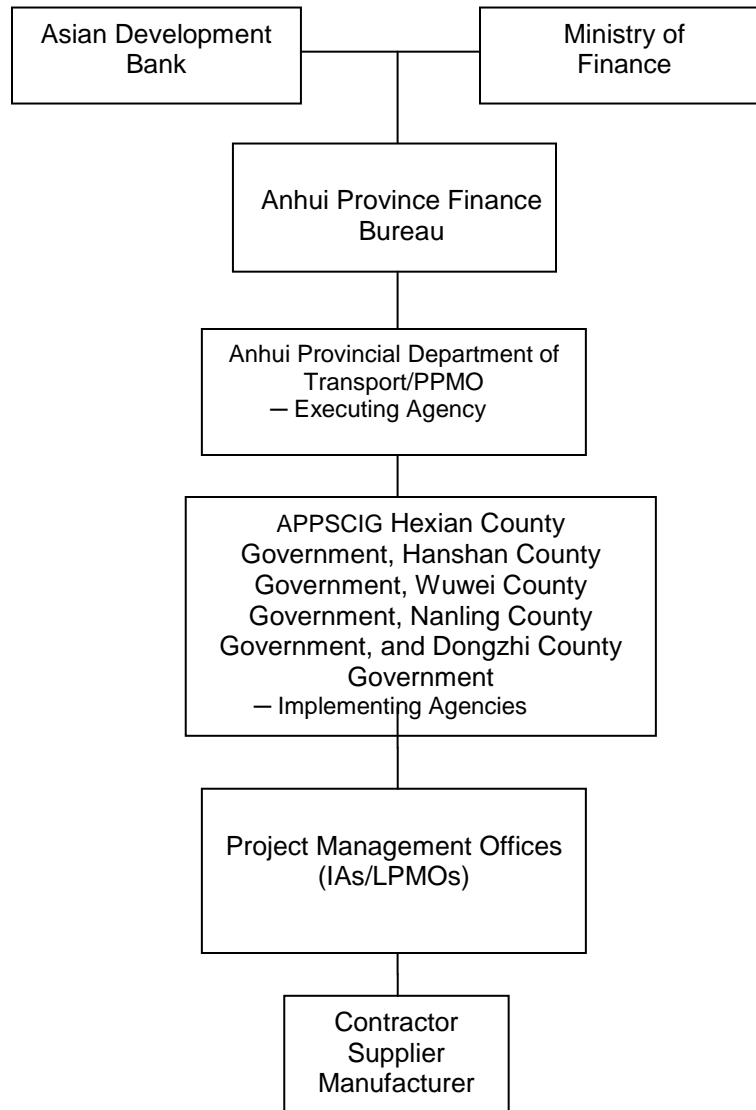 Asian Development
Bank
Ministry of
Finance
Anhui Province Finance
Bureau
Anhui Provincial Department of
Transport/PPMO
─ Executing Agency
APPSCIG Hexian County
Government, Hanshan County
Government, Wuwei County
Government, Nanling County
Government, and Dongzhi County
Government
─ Implementing Agencies
Project Management Offices
(IAs/LPMOs)
Contractor
Supplier
Manufacturer